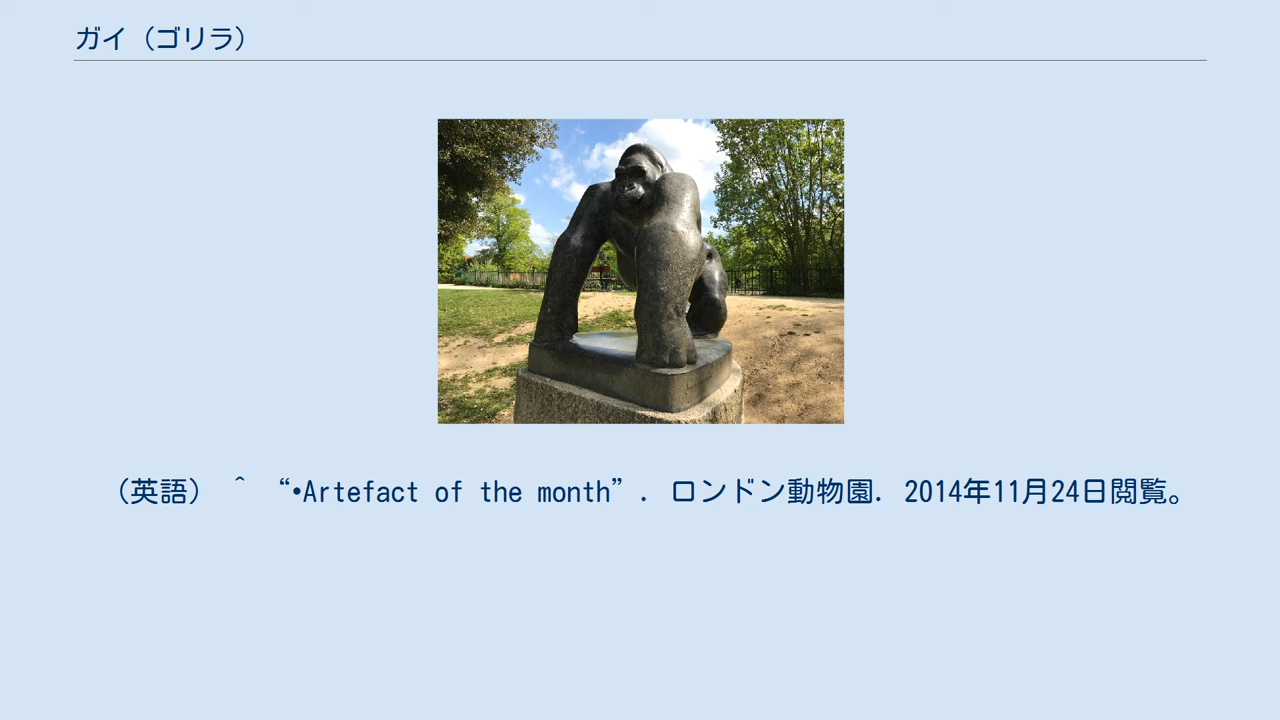 ガイ（ゴリラ）
（英語） ^ “•Artefact of the month”. ロンドン動物園. 2014年11月24日閲覧。